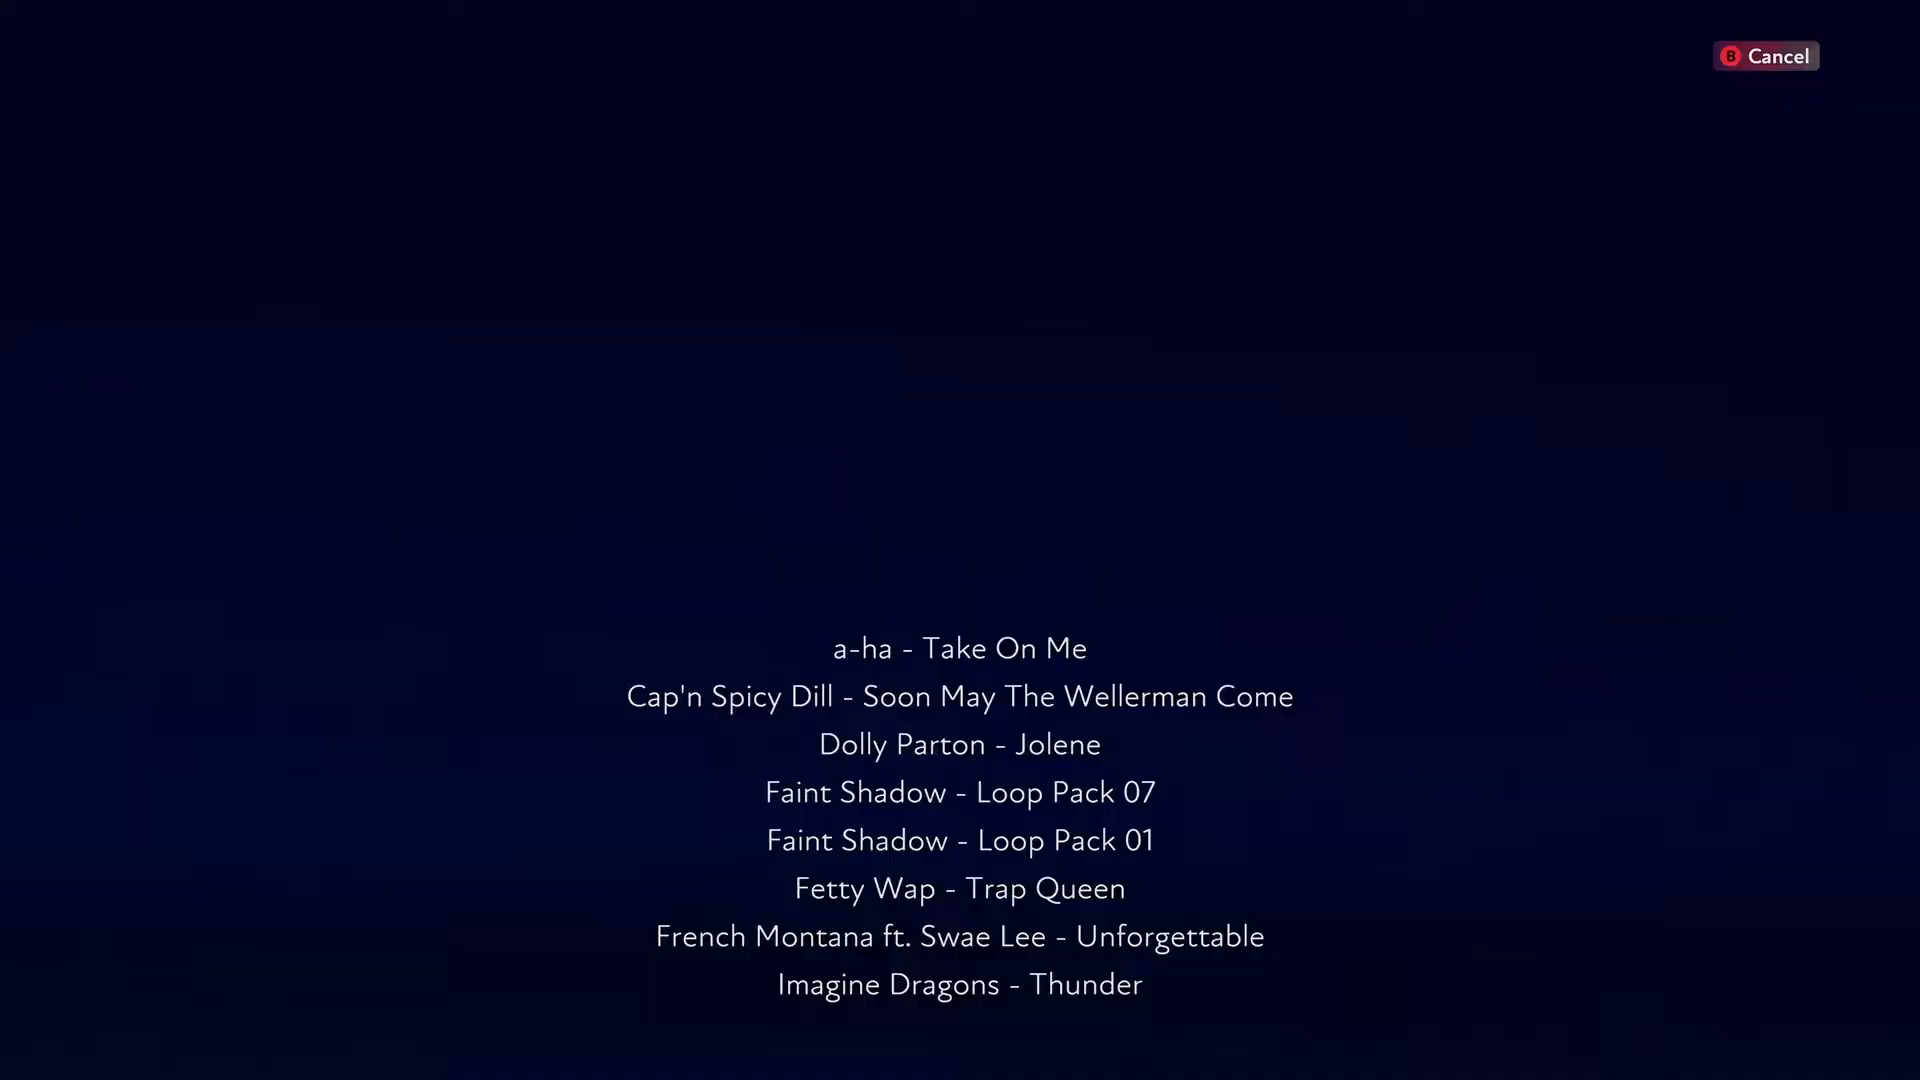 B Cancel
a-ha - Take On Me
Cap'n Spicy Dill - Soon May The Wellerman Come
Dolly Parton - Jolene
Faint Shadow - Loop Pack 07
Faint Shadow - Loop Pack 01
Fetty Wap - Trap Queen
French Montana ft. Swae Lee - Unforgettable
Imagine Dragons - Thunder